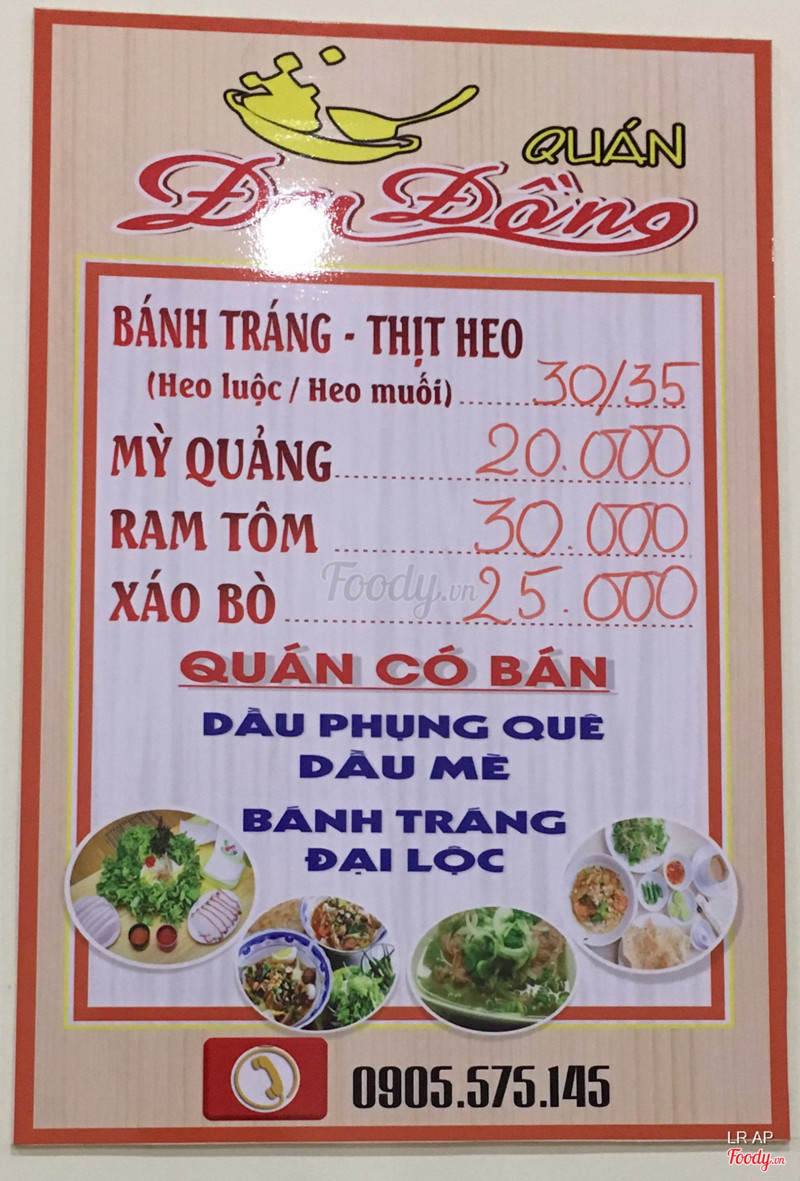 QUÁN
Đồng
BÁNH TRÁNG - THỊT HEO
(Heo luộc / Heo muối) 30/35
MỲ QUẢNG 20.000
RAM TÔM 30.000
XÁO BÒ 25.000
Foody.vn
QUÁN CÓ BÁN
DẦU PHỤNG QUÊ
DẦU MÈ
BÁNH TRÁNG
ĐẠI LỘC
0905.575.145
LR AP
Foody.vn